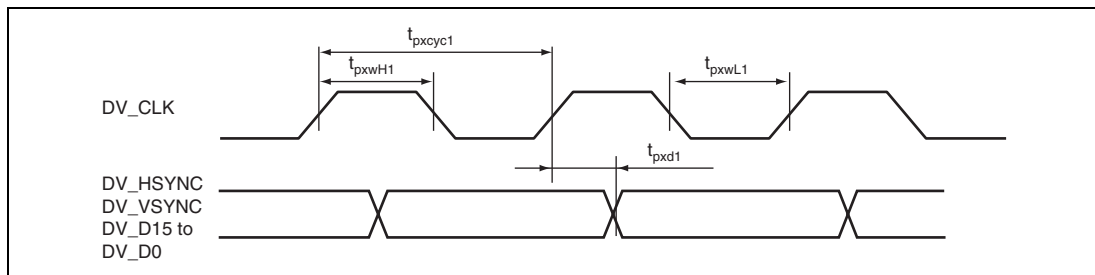 tpxcyc1
tpxwH1
tpxwL1
DV_CLK
tpxd1
DV_HSYNC
DV_VSYNC
DV_D15 to
DV_D0